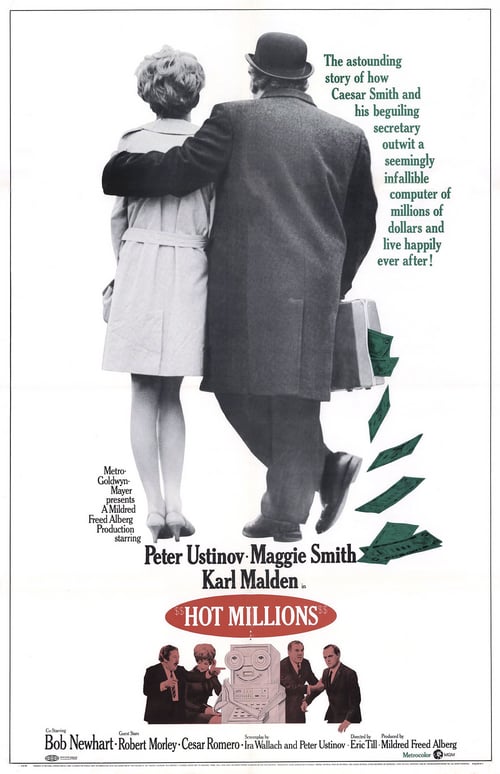 The astounding
story of how
Caesar Smith and
his beguiling
secretary
outwit a
seemingly
infallible
computer of
millions of
dollars and
live happily
ever after!
Metro-
Goldwyn-
Mayer
presents
A Mildred
Freed Alberg
Production
starring
Peter Ustinov · Maggie Smith
Karl Malden in
$$ HOT MILLIONS $$
Co-Starring
Bob Newhart ·
Guest Stars
Robert Morley · Cesar Romero ·
Screenplay by
Ira Wallach and Peter Ustinov ·
Directed by
Eric Till ·
Produced by
Mildred Freed Alberg
Metrocolor MGM